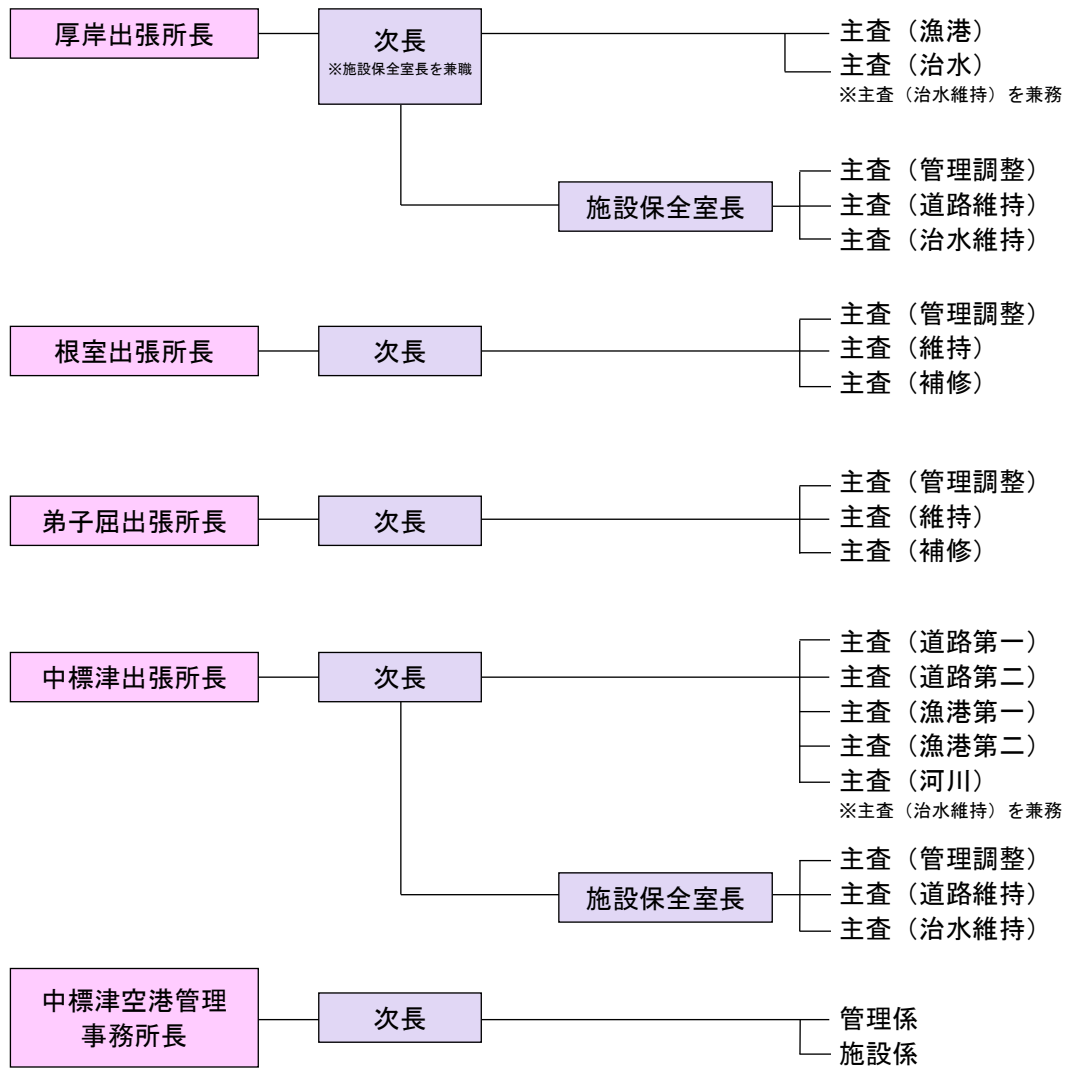 厚岸出張所長
次長
※施設保全室長を兼職
主査（漁港）
主査（治水）
※主査（治水維持）を兼務
施設保全室長
主査（管理調整）
主査（道路維持）
主査（治水維持）
根室出張所長
次長
主査（管理調整）
主査（維持）
主査（補修）
弟子屈出張所長
次長
主査（管理調整）
主査（維持）
主査（補修）
中標津出張所長
次長
主査（道路第一）
主査（道路第二）
主査（漁港第一）
主査（漁港第二）
主査（河川）
※主査（治水維持）を兼務
施設保全室長
主査（管理調整）
主査（道路維持）
主査（治水維持）
中標津空港管理
事務所長
次長
管理係
施設係